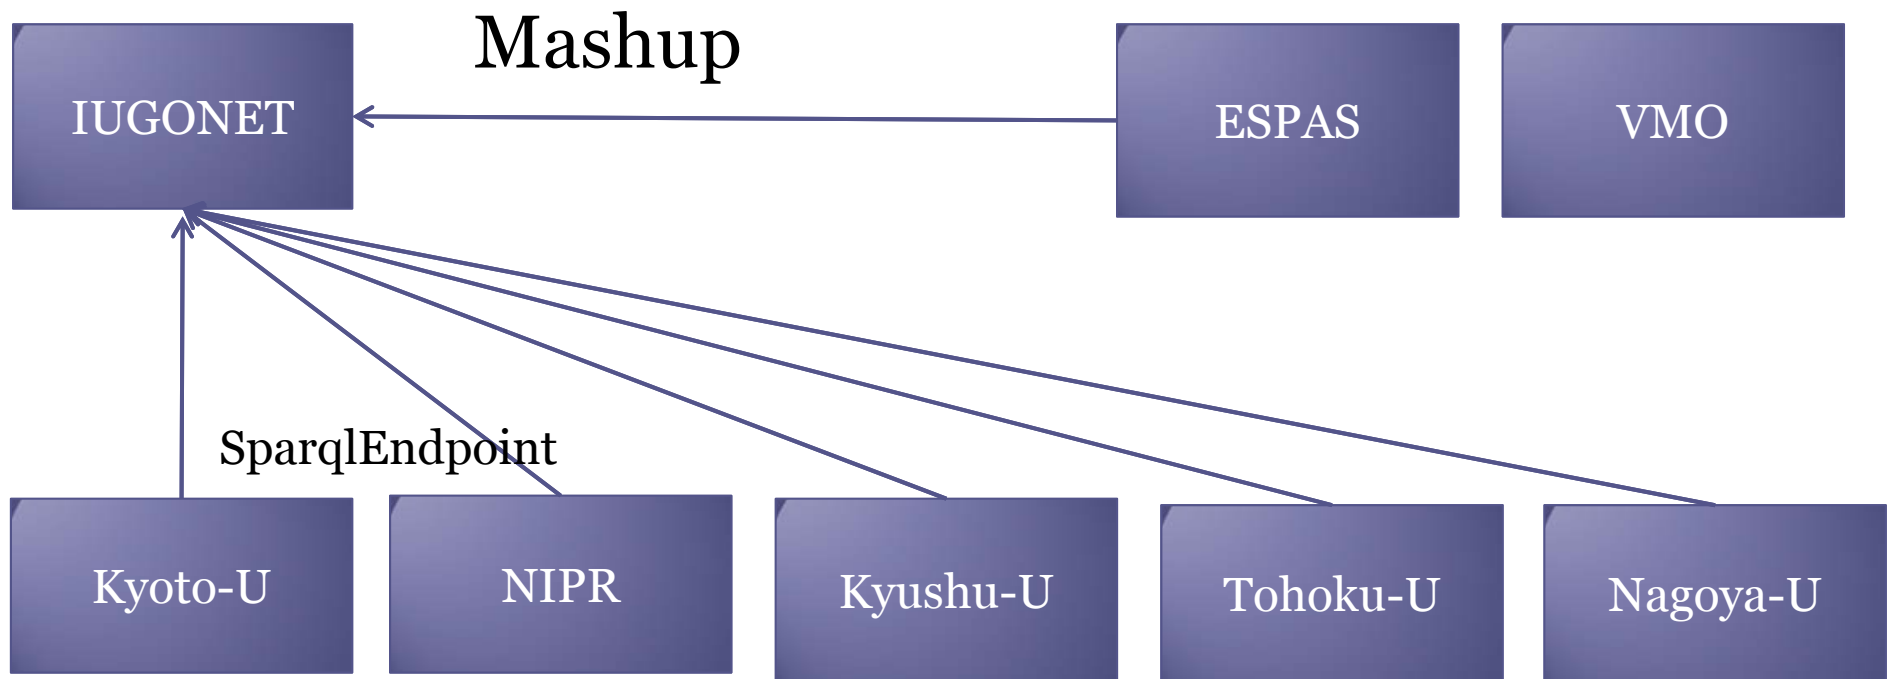 Mashup
IUGONET
ESPAS
VMO
SparqlEndpoint
Kyoto-U
NIPR
Kyushu-U
Tohoku-U
Nagoya-U